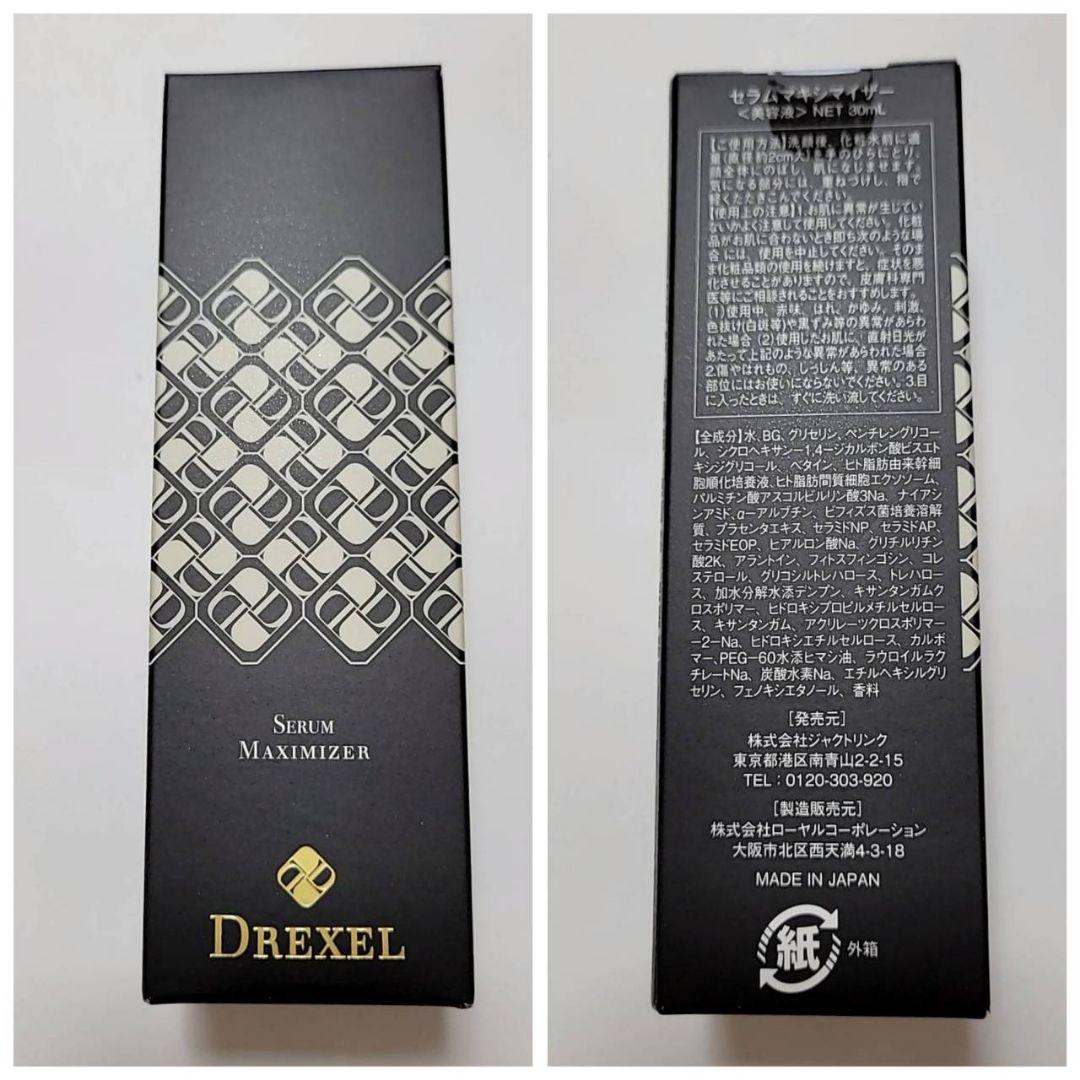 SERUM
MAXIMIZER
DREXEL
セラムマキシマイザー
＜美容液＞ NET 30mL
【ご使用方法】洗顔後、化粧水前に適
量(直径約2cm大)を手のひらにとり、
顔全体にのばし、肌になじませます。
気になる部分には、重ねづけし、指で
軽くたたきこんでください。
【使用上の注意】1.お肌に異常が生じてい
ないかよく注意して使用してください。化粧
品がお肌に合わないとき即ち次のような場
合には、使用を中止してください。そのま
ま化粧品類の使用を続けますと、症状を悪
化させることがありますので、皮膚科専門
医等にご相談されることをおすすめします。
(1)使用中、赤味、はれ、かゆみ、刺激、
色抜け(白斑等)や黒ずみ等の異常があらわ
れた場合 (2)使用したお肌に、直射日光が
あたって上記のような異常があらわれた場合
2.傷やはれもの、しっしん等、異常のある
部位にはお使いにならないでください。3.目
に入ったときは、すぐに洗い流してください。
【全成分】水、BG、グリセリン、ペンチレングリコー
ル、シクロヘキサン-1,4-ジカルボン酸ビスエト
キシジグリコール、ベタイン、ヒト脂肪由来幹細
胞順化培養液、ヒト脂肪間質細胞エクソソーム、
パルミチン酸アスコルビルリン酸3Na、ナイアシ
ンアミド、α-アルブチン、ビフィズス菌培養溶解
質、プラセンタエキス、セラミドNP、セラミドAP、
セラミドEOP、ヒアルロン酸Na、グリチルリチン
酸2K、アラントイン、フィトスフィンゴシン、コレ
ステロール、グリコシルトレハロース、トレハロー
ス、加水分解水添デンプン、キサンタンガムク
ロスポリマー、ヒドロキシプロピルメチルセルロー
ス、キサンタンガム、アクリレーツクロスポリマー
-2-Na、ヒドロキシエチルセルロース、カルボ
マー、PEG-60水添ヒマシ油、ラウロイルラク
チレートNa、炭酸水素Na、エチルヘキシルグリ
セリン、フェノキシエタノール、香料
［発売元］
株式会社ジャクトリンク
東京都港区南青山2-2-15
TEL：0120-303-920
［製造販売元］
株式会社ローヤルコーポレーション
大阪市北区西天満4-3-18
MADE IN JAPAN
紙 外箱